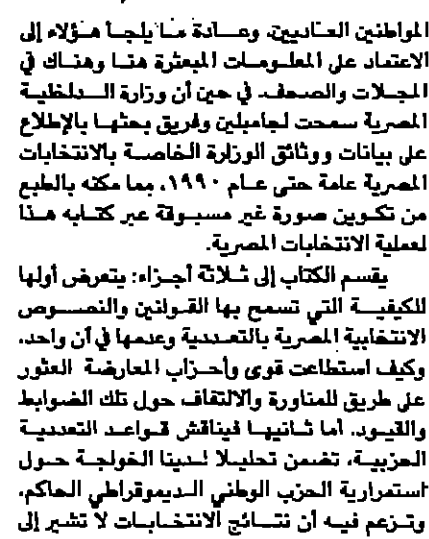 المواطنين العاديين، وعادة ما يلجأ هؤلاء إلى
الاعتماد على المعلومات المبعثرة هنا وهناك في
المجلات والصحف. في حين أن وزارة الداخلية
المصرية سمحت لجامبلين وفريق بحثها بالإطلاع
على بيانات ووثائق الوزارة الخاصة بالانتخابات
المصرية عامة حتى عام ١٩٩٠، مما مكنه بالطبع
من تكوين صورة غير مسبوقة عبر كتابه هذا
لعملية الانتخابات المصرية.
يقسم الكتاب إلى ثلاثة أجزاء: يتعرض أولها
للكيفية التي تسمح بها القوانين والنصوص
الانتخابية المصرية بالتعددية وعدمها في آن واحد،
وكيف استطاعت قوى وأحزاب المعارضة العثور
على طريق للمناورة والالتفاف حول تلك الضوابط
والقيود. أما ثانيها فيناقش قواعد التعددية
الحزبية، تضمن تحليلا لدينا الخواجة حول
استمرارية الحزب الوطني الديموقراطي الحاكم،
وتزعم فيه أن نتائج الانتخابات لا تشير إلى